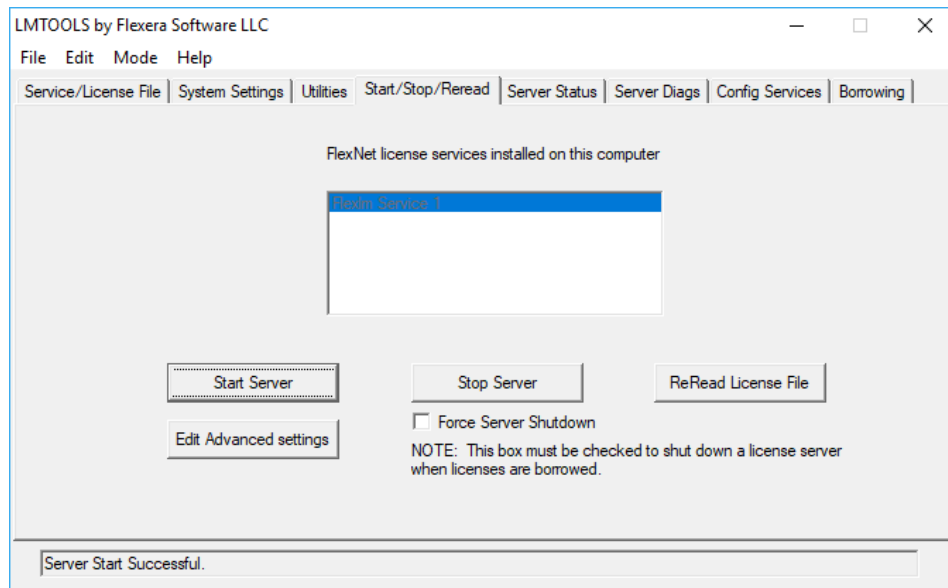 LMTOOLS by Flexera Software LLC
File Edit Mode Help
Service/License File System Settings Utilities Start/Stop/Reread Server Status Server Diags Config Services Borrowing
FlexNet license services installed on this computer
Flexlm Service 1
Start Server Stop Server ReRead License File
Edit Advanced settings
Force Server Shutdown
NOTE: This box must be checked to shut down a license server
when licenses are borrowed.
Server Start Successful.